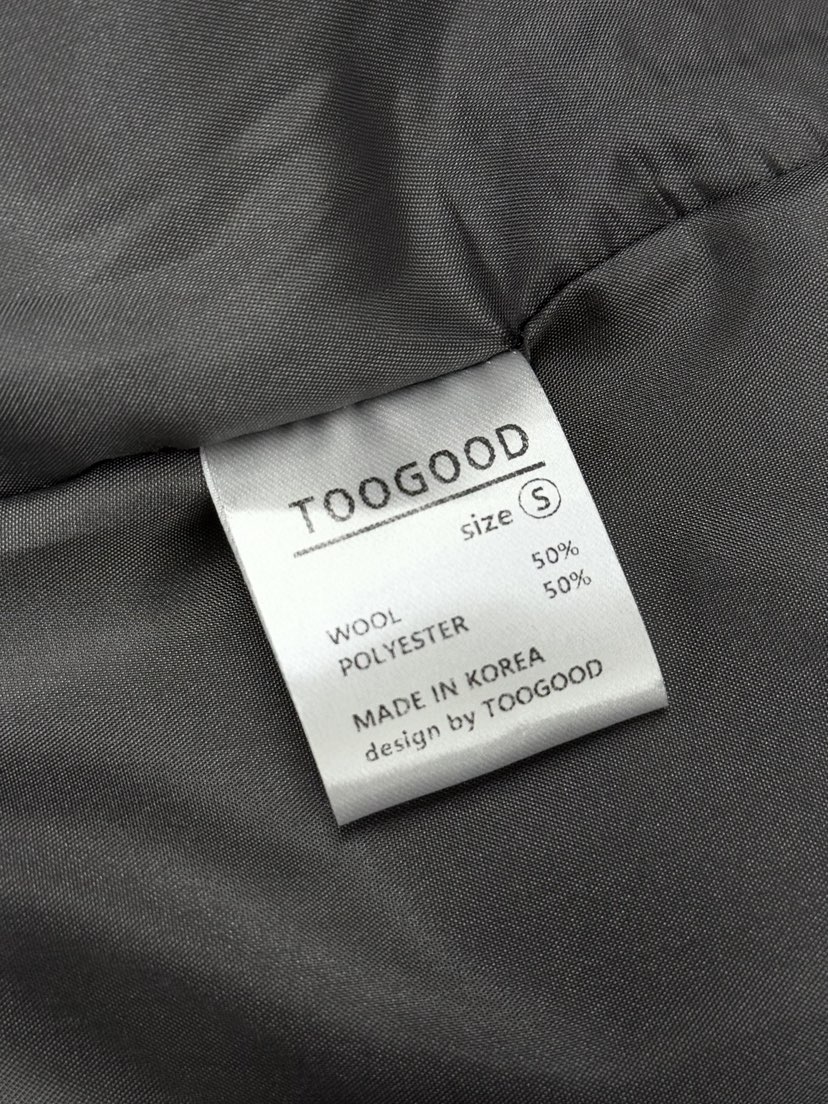 TOOGOOD
size S
50%
WOOL 50%
POLYESTER
MADE IN KOREA
design by TOOGOOD